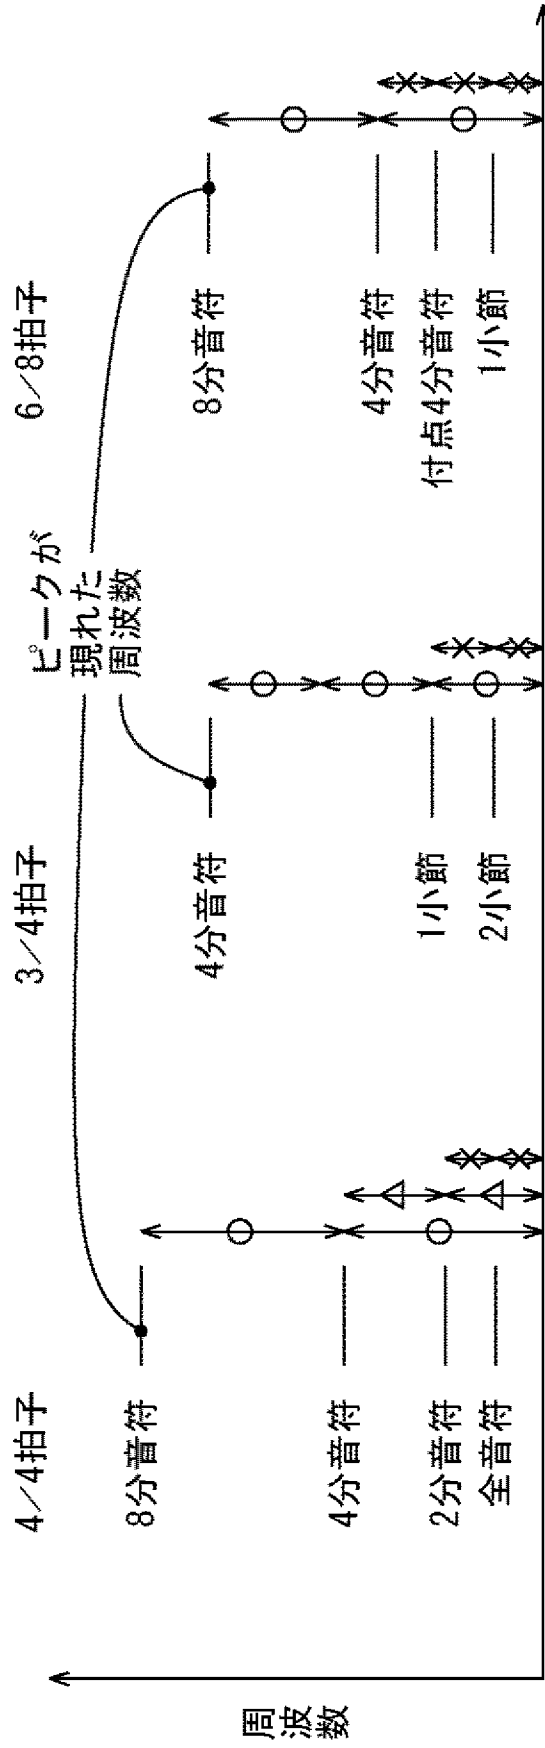 4/4拍子
3/4拍子
ピークが
現れた
周波数
6/8拍子
8分音符
4分音符
2分音符
全音符
4分音符
1小節
2小節
8分音符
4分音符
付点4分音符
1小節
周波数